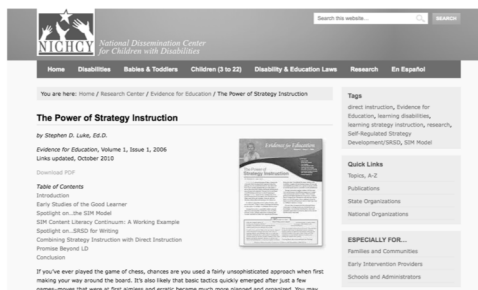 Search this website...
SEARCH
NICHCY
National Dissemination Center
for Children with Disabilities
Home
Disabilities
Babies & Toddlers
Children (3 to 22)
Disability & Education Laws
Research
En Español
You are here: Home / Research Center / Evidence for Education / The Power of Strategy Instruction
The Power of Strategy Instruction
by Stephen D. Luke, Ed.D.
Evidence for Education, Volume 1, Issue 1, 2006
Links updated, October 2010
Download PDF
Table of Contents
Introduction
Early Studies of the Good Learner
Spotlight on...the SIM Model
SIM Content Literacy Continuum: A Working Example
Spotlight on...SRSD for Writing
Combining Strategy Instruction with Direct Instruction
Promise Beyond LD
Conclusion
Evidence for Education
The Power of
Strategy Instruction
If you've ever played the game of chess, chances are you used a fairly unsophisticated approach when first
making your way around the board. It's also likely that basic tactics quickly emerged after just a few
games–moves that were at first aimless and erratic became much more planned and organized. You may
Tags
direct instruction, Evidence for
Education, learning disabilities,
learning strategy instruction, research,
Self-Regulated Strategy
Development/SRSD, SIM Model
Quick Links
Topics, A-Z
Publications
State Organizations
National Organizations
ESPECIALLY FOR...
Families and Communities
Early Intervention Providers
Schools and Administrators